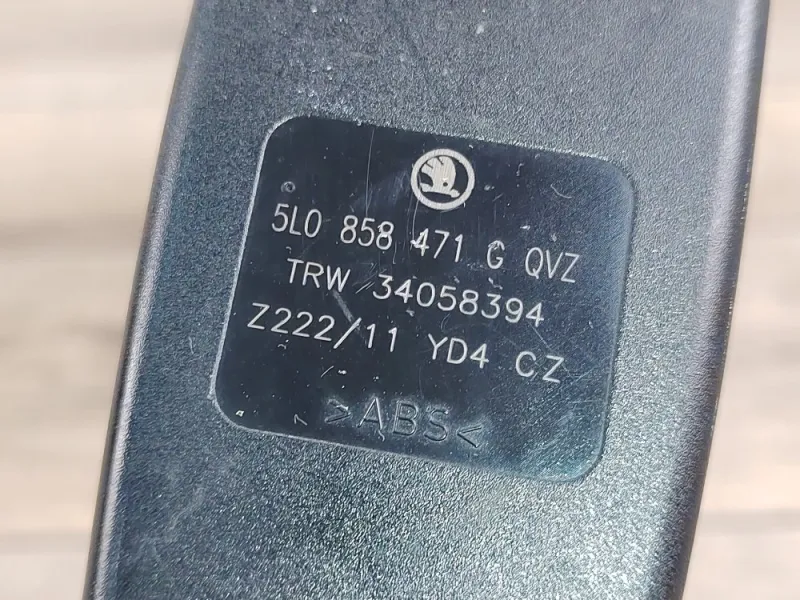 5L0 858 471 G QVZ
TRW 34058394
Z222/11 YD4 CZ
>ABS<